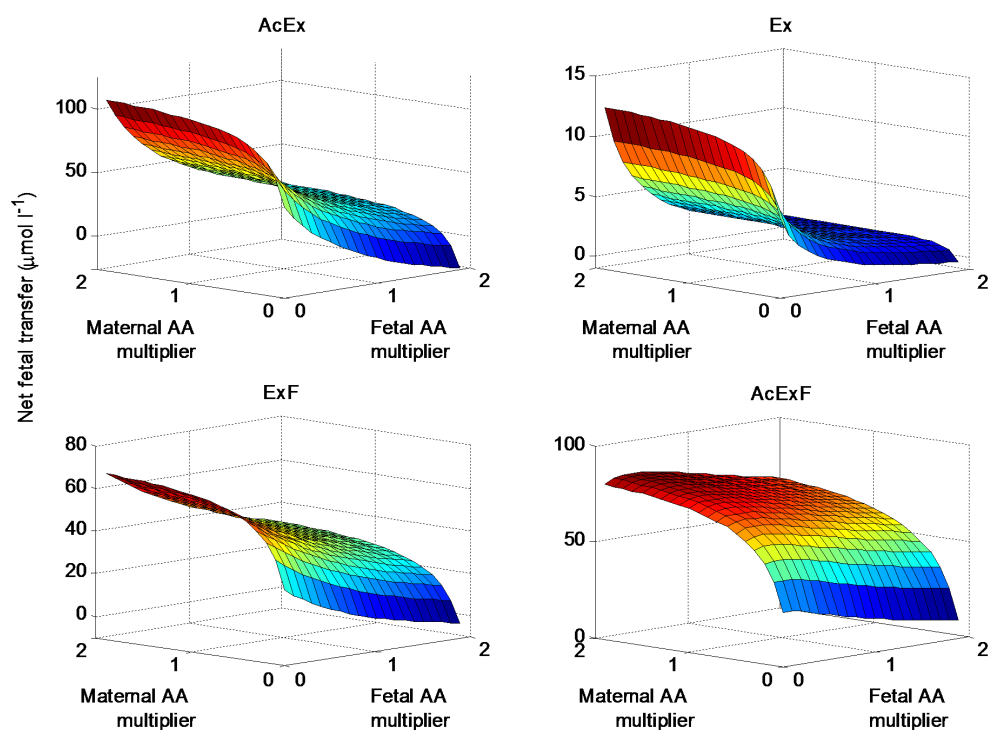 AcEx
Ex
Net fetal transfer (μmol l⁻¹)
100
50
0
2
1
0
0
1
2
Maternal AA
multiplier
Fetal AA
multiplier
15
10
5
0
2
1
0
0
1
2
Maternal AA
multiplier
Fetal AA
multiplier
ExF
AcExF
80
60
40
20
0
2
1
0
0
1
2
Maternal AA
multiplier
Fetal AA
multiplier
100
50
0
2
1
0
0
1
2
Maternal AA
multiplier
Fetal AA
multiplier